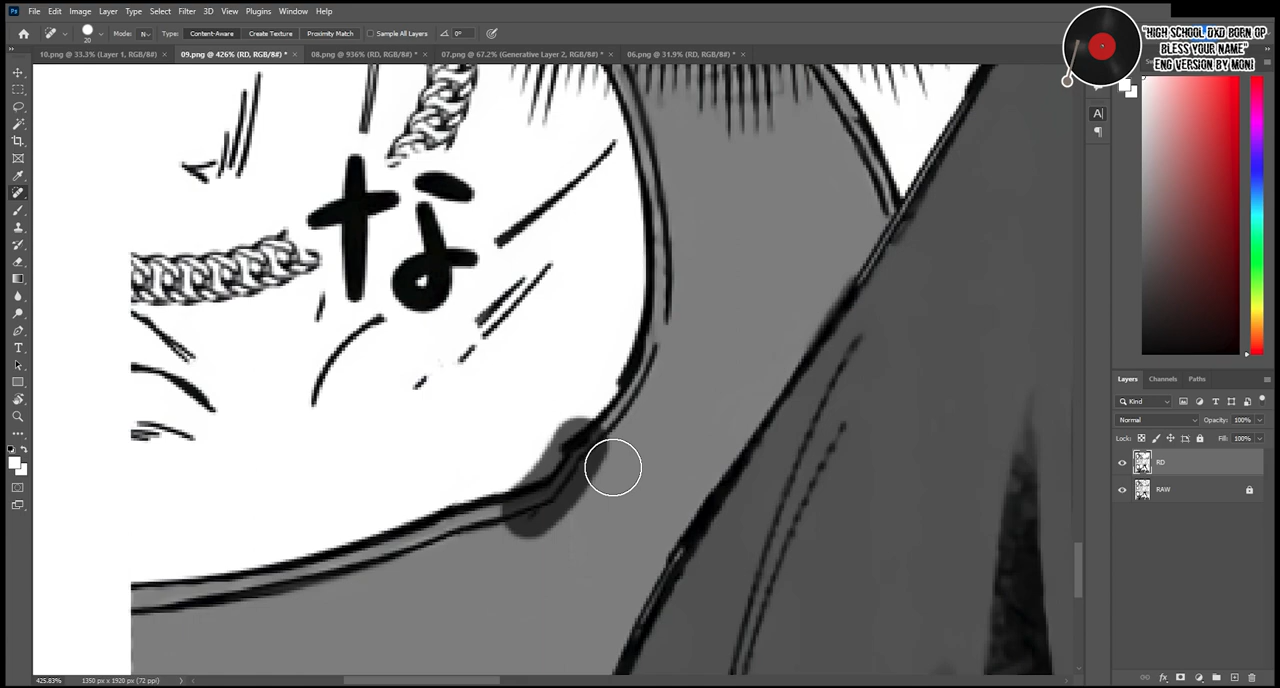 Ps File Edit Image Layer Type Select Filter 3D View Plugins Window Help
20 Mode: N Type: Content-Aware Create Texture Proximity Match Sample All Layers 0°
10.png @ 33.3% (Layer 1, RGB/8#) × 09.png @ 426% (RD, RGB/8#) * × 08.png @ 936% (RD, RGB/8#) * × 07.png @ 67.2% (Generative Layer 2, RGB/8#) * × 06.png @ 31.9% (RD, RGB/8#) * ×
"HIGH SCHOOL DXD BORN OP
BLESS YOUR NAME"
ENG VERSION BY MONI
な
Layers Channels Paths
Kind
Normal Opacity: 100%
Lock: Fill: 100%
RD
RAW
425.83% 1350 px x 1920 px (72 ppi)